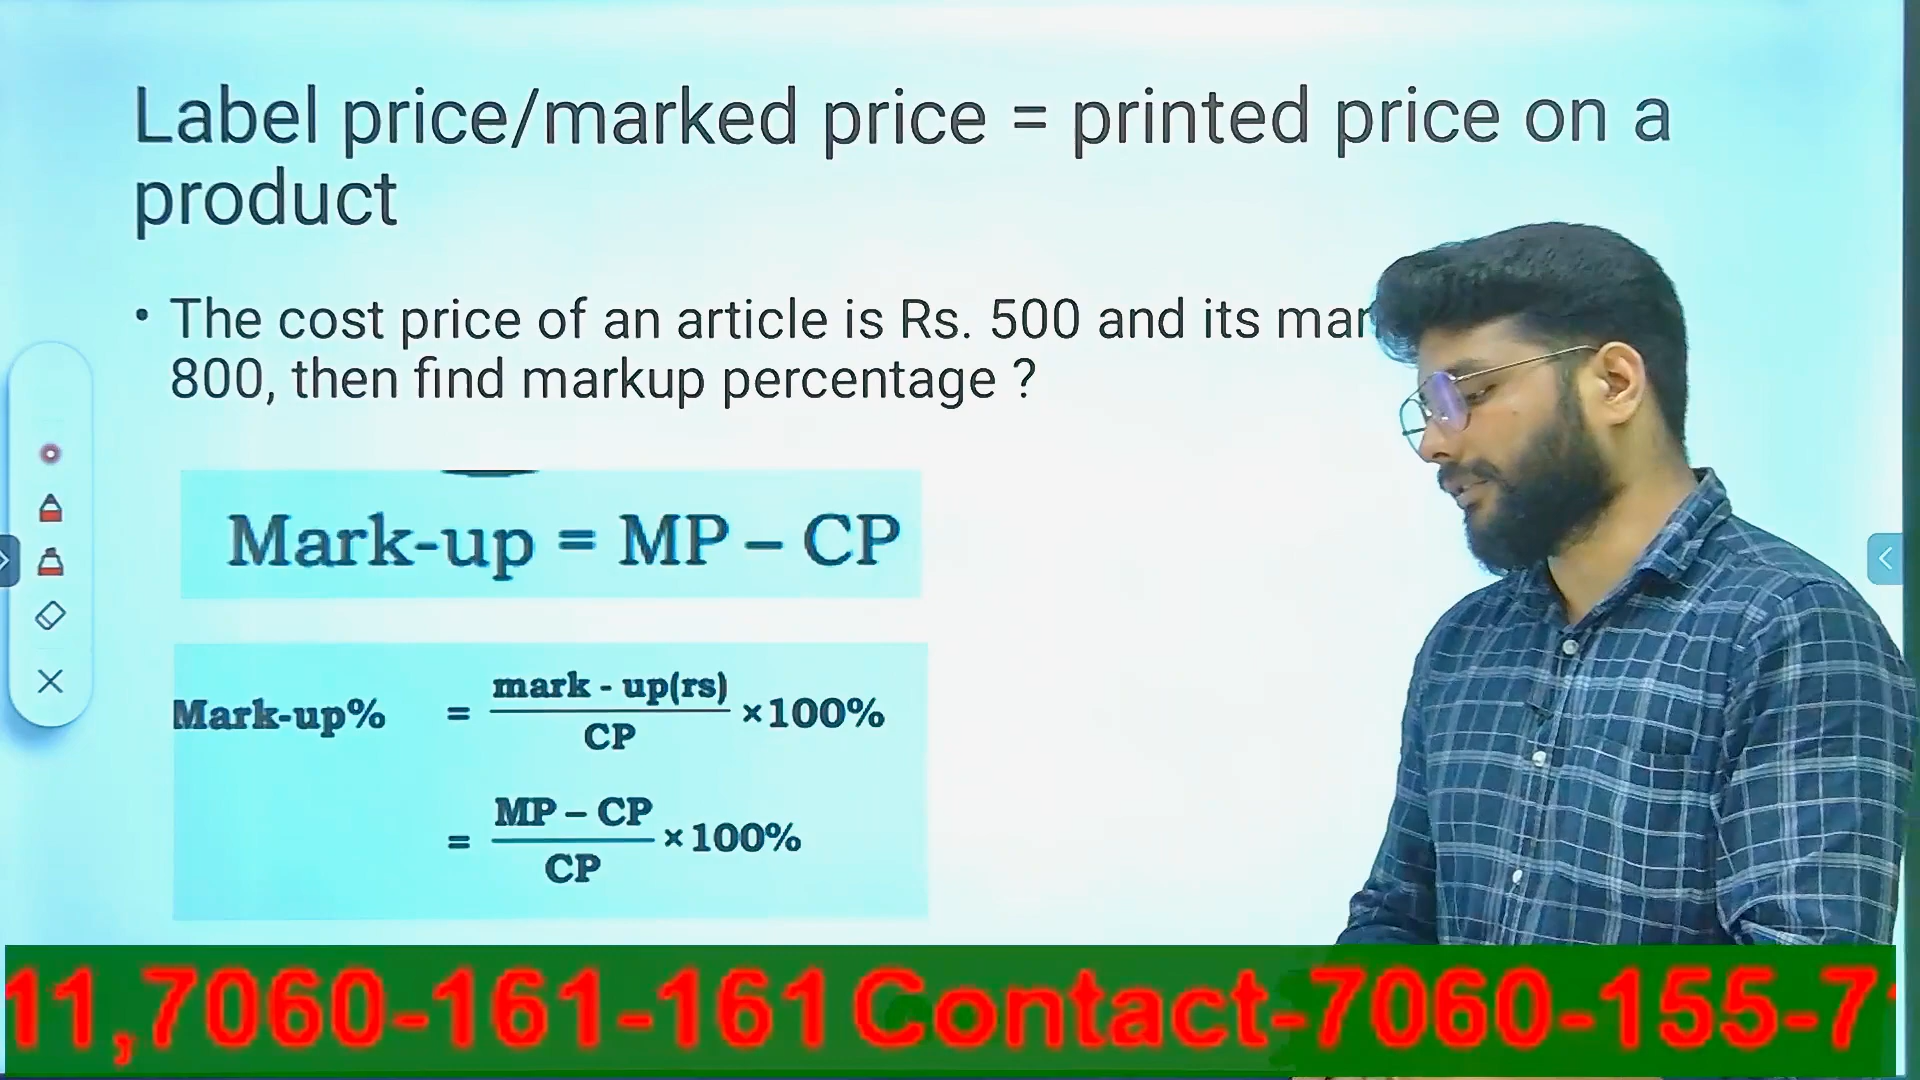 Label price/marked price = printed price on a
product
• The cost price of an article is Rs. 500 and its
800, then find markup percentage ?
Mark-up = MP – CP
Mark-up% = mark - up(rs) / CP ×100%
= MP – CP / CP ×100%
11,7060-161-161 Contact-7060-155-7